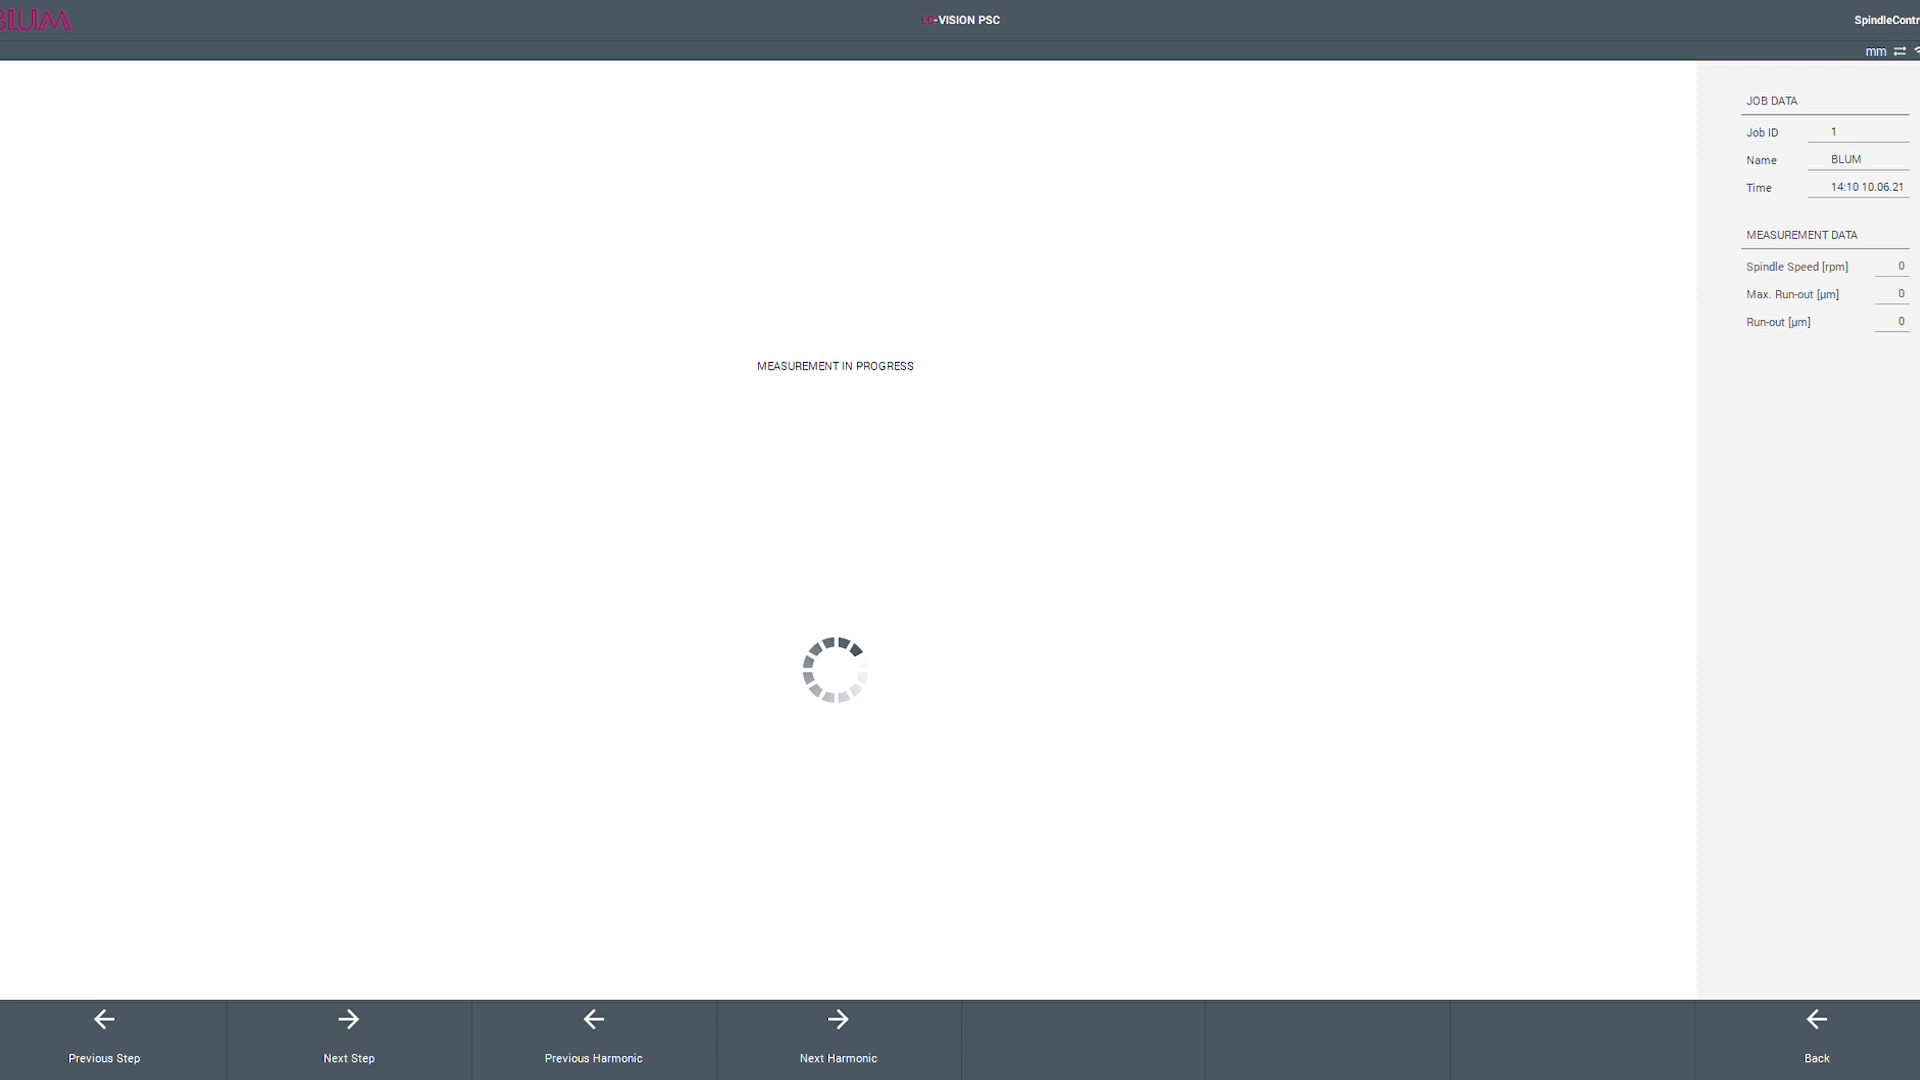 BLUM
LC-VISION PSC
SpindleContr
mm
JOB DATA
Job ID 1
Name BLUM
Time 14:10 10.06.21
MEASUREMENT DATA
Spindle Speed [rpm] 0
Max. Run-out [µm] 0
Run-out [µm] 0
MEASUREMENT IN PROGRESS
Previous Step
Next Step
Previous Harmonic
Next Harmonic
Back